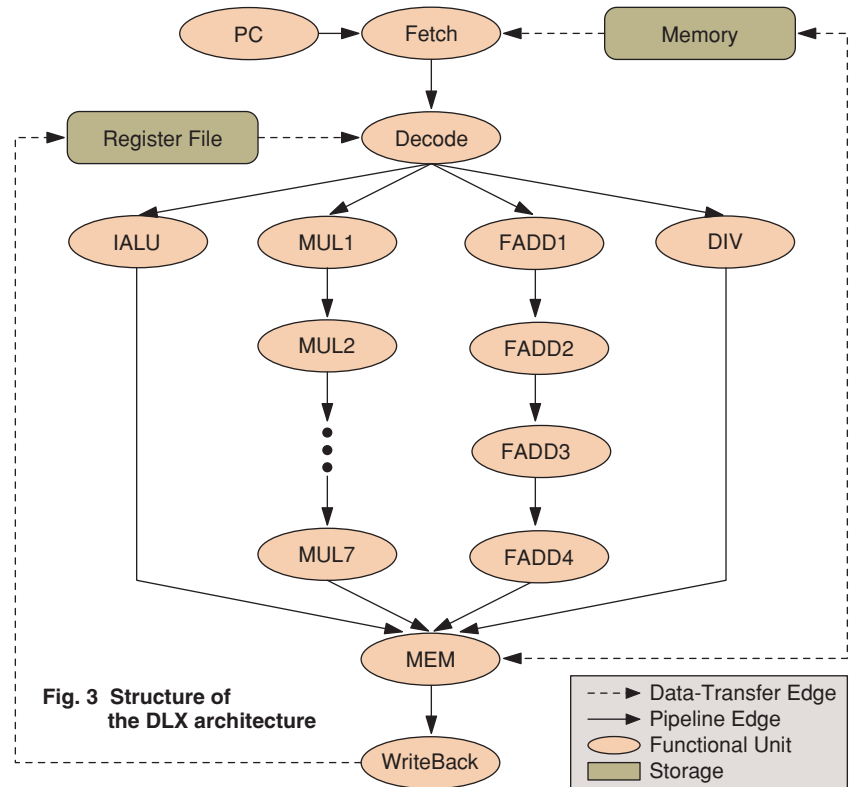 PC
Fetch
Memory
Register File
Decode
IALU
MUL1
FADD1
DIV
MUL2
FADD2
FADD3
MUL7
FADD4
MEM
Fig. 3 Structure of
the DLX architecture
WriteBack
Data-Transfer Edge
Pipeline Edge
Functional Unit
Storage